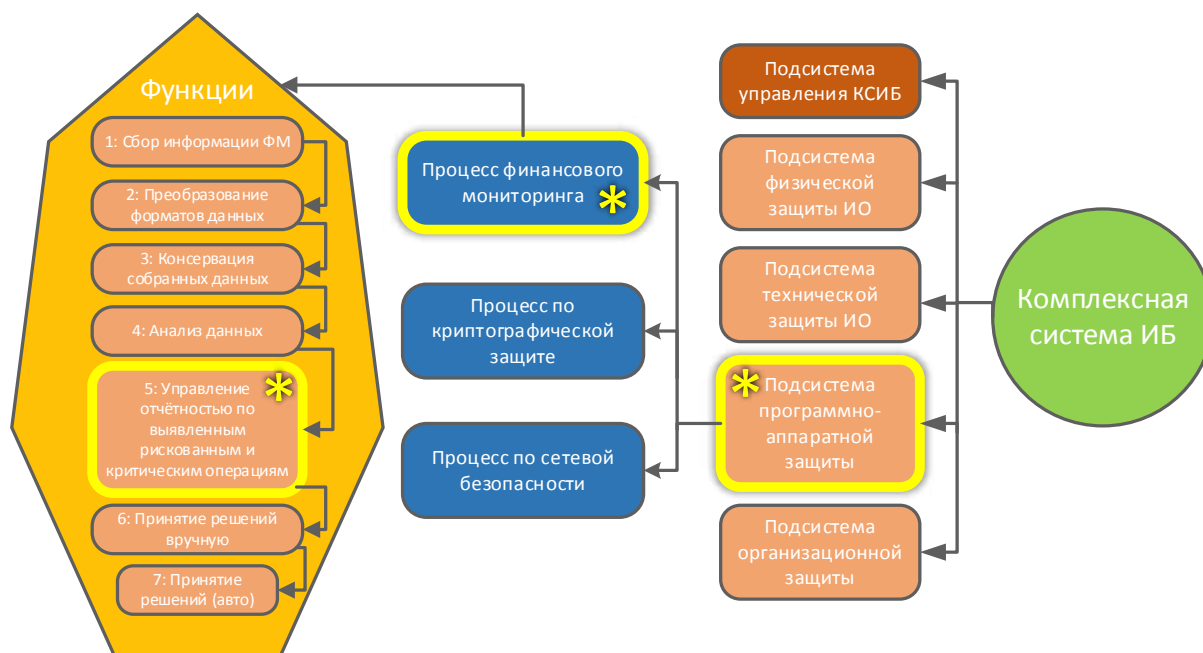 Функции
1: Сбор информации ФМ
2: Преобразование
форматов данных
3: Консервация
собранных данных
4: Анализ данных
5: Управление
отчётностью по
выявленным
рискованным и
критическим операциям
6: Принятие решений
вручную
7: Принятие
решений (авто)
Процесс финансового
мониторинга
Процесс по
криптографической
защите
Процесс по сетевой
безопасности
Подсистема
управления КСИБ
Подсистема
физической
защиты ИО
Подсистема
технической
защиты ИО
Подсистема
программно-
аппаратной
защиты
Подсистема
организационной
защиты
Комплексная
система ИБ